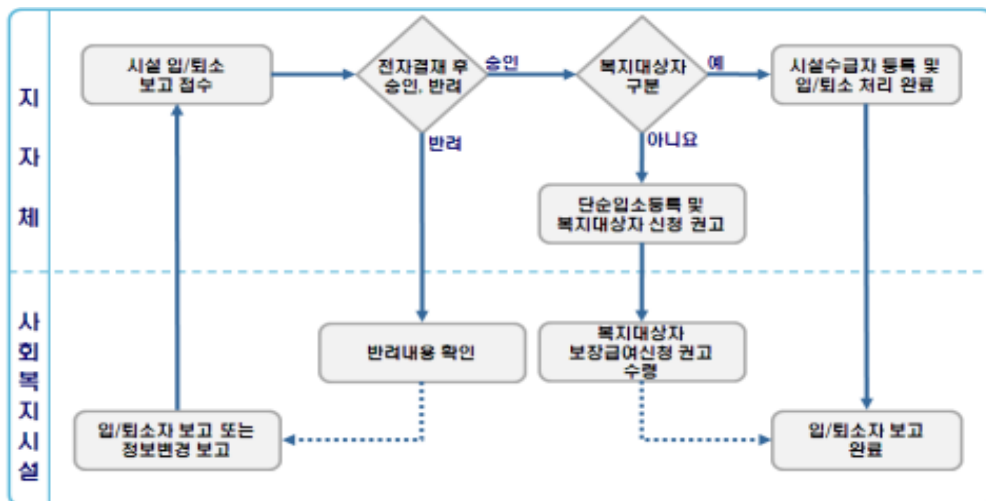 지자체
시설 입/퇴소
보고 접수
전자결재 후
승인, 반려
승인
복지대상자
구분
예
시설수급자 등록 및
입/퇴소 처리 완료
반려
아니요
단순입소등록 및
복지대상자 신청 권고
사회복지시설
반려내용 확인
복지대상자
보장급여신청 권고
수령
입/퇴소자 보고 또는
정보변경 보고
입/퇴소자 보고
완료